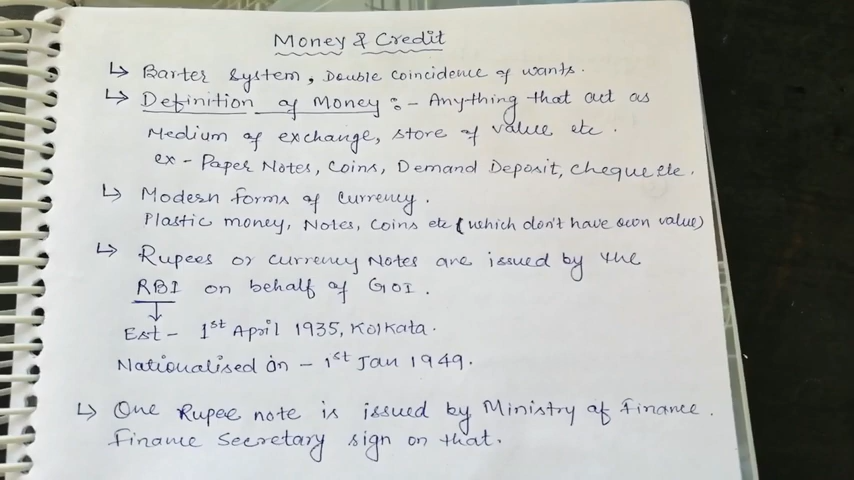 Money & Credit
↳ Barter System, Double coincidence of wants.
↳ Definition of Money :- Anything that act as
Medium of exchange, store of value etc.
ex - Paper Notes, Coins, Demand Deposit, Cheque etc.
↳ Modern forms of Currency.
Plastic money, Notes, Coins etc (which don't have own value)
↳ Rupees or currency Notes are issued by the
RBI on behalf of GOI.
Est - 1st April 1935, Kolkata.
Nationalised on - 1st Jan 1949.
↳ One Rupee note is issued by Ministry of Finance.
Finance Secretary sign on that.